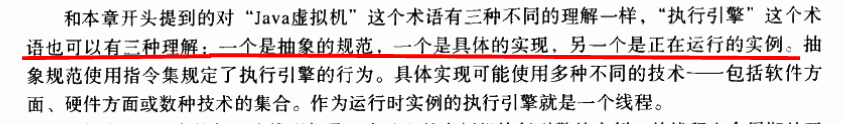 和本章开头提到的对“Java虚拟机”这个术语有三种不同的理解一样，“执行引擎”这个术
语也可以有三种理解：一个是抽象的规范，一个是具体的实现，另一个是正在运行的实例。抽
象规范使用指令集规定了执行引擎的行为。具体实现可能使用多种不同的技术——包括软件方
面、硬件方面或数种技术的集合。作为运行时实例的执行引擎就是一个线程。